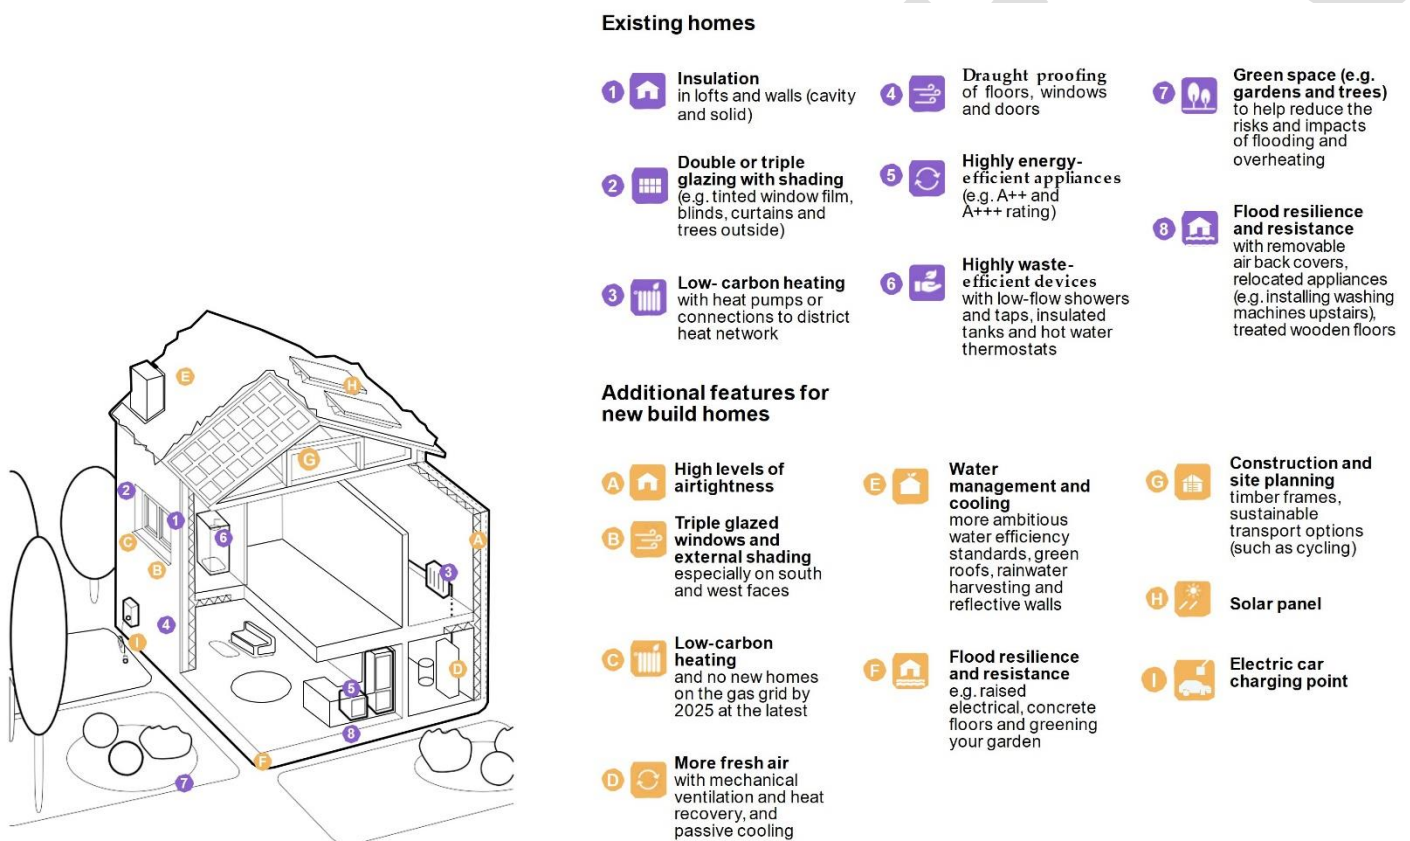 Existing homes
1
Insulation
in lofts and walls (cavity
and solid)
2
Double or triple
glazing with shading
(e.g. tinted window film,
blinds, curtains and
trees outside)
3
Low- carbon heating
with heat pumps or
connections to district
heat network
4
Draught proofing
of floors, windows
and doors
5
Highly energy-
efficient appliances
(e.g. A++ and
A+++ rating)
6
Highly waste-
efficient devices
with low-flow showers
and taps, insulated
tanks and hot water
thermostats
7
Green space (e.g.
gardens and trees)
to help reduce the
risks and impacts
of flooding and
overheating
8
Flood resilience
and resistance
with removable
air back covers,
relocated appliances
(e.g. installing washing
machines upstairs),
treated wooden floors
Additional features for
new build homes
A
High levels of
airtightness
B
Triple glazed
windows and
external shading
especially on south
and west faces
C
Low-carbon
heating
and no new homes
on the gas grid by
2025 at the latest
D
More fresh air
with mechanical
ventilation and heat
recovery, and
passive cooling
E
Water
management and
cooling
more ambitious
water efficiency
standards, green
roofs, rainwater
harvesting and
reflective walls
F
Flood resilience
and resistance
e.g. raised
electrical, concrete
floors and greening
your garden
G
Construction and
site planning
timber frames,
sustainable
transport options
(such as cycling)
H
Solar panel
I
Electric car
charging point
E
H
G
2
1
6
C
B
A
3
4
I
D
5
8
F
7